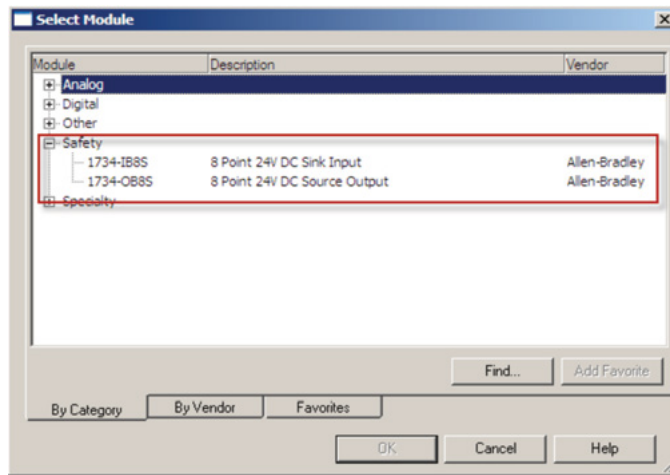 Select Module
Module Description Vendor
Analog
Digital
Other
Safety
1734-IB8S 8 Point 24V DC Sink Input Allen-Bradley
1734-OB8S 8 Point 24V DC Source Output Allen-Bradley
Specialty
Find... Add Favorite
By Category By Vendor Favorites
OK Cancel Help